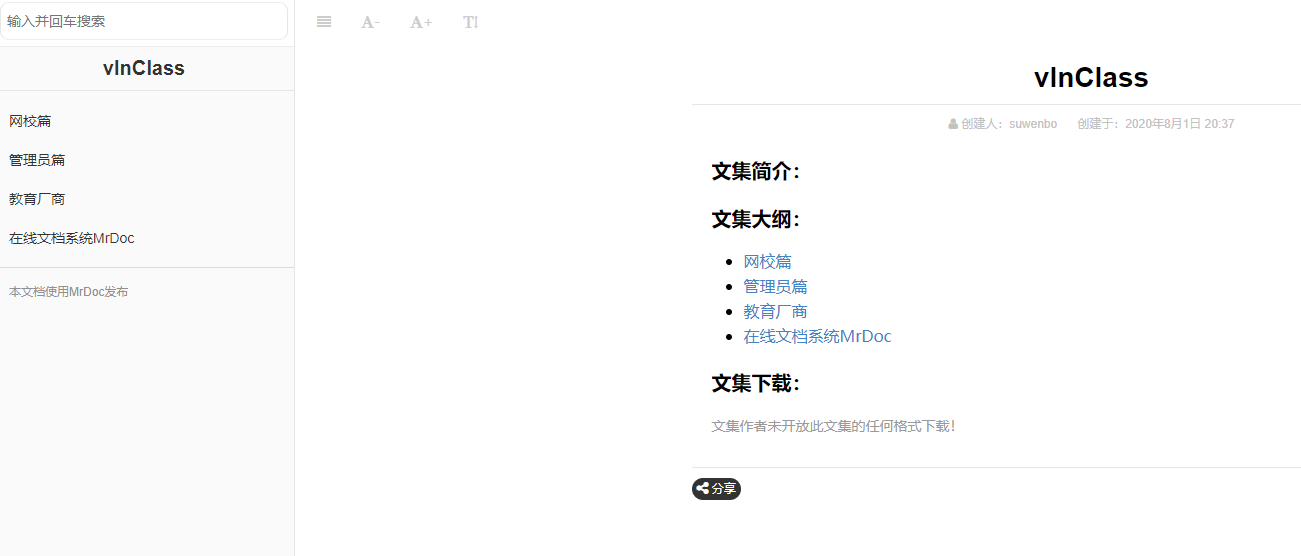 输入并回车搜索
vInClass
网校篇
管理员篇
教育厂商
在线文档系统MrDoc
本文档使用MrDoc发布
A-
A+
T!
vInClass
创建人：suwenbo 创建于：2020年8月1日 20:37
文集简介：
文集大纲：
网校篇
管理员篇
教育厂商
在线文档系统MrDoc
文集下载：
文集作者未开放此文集的任何格式下载！
分享